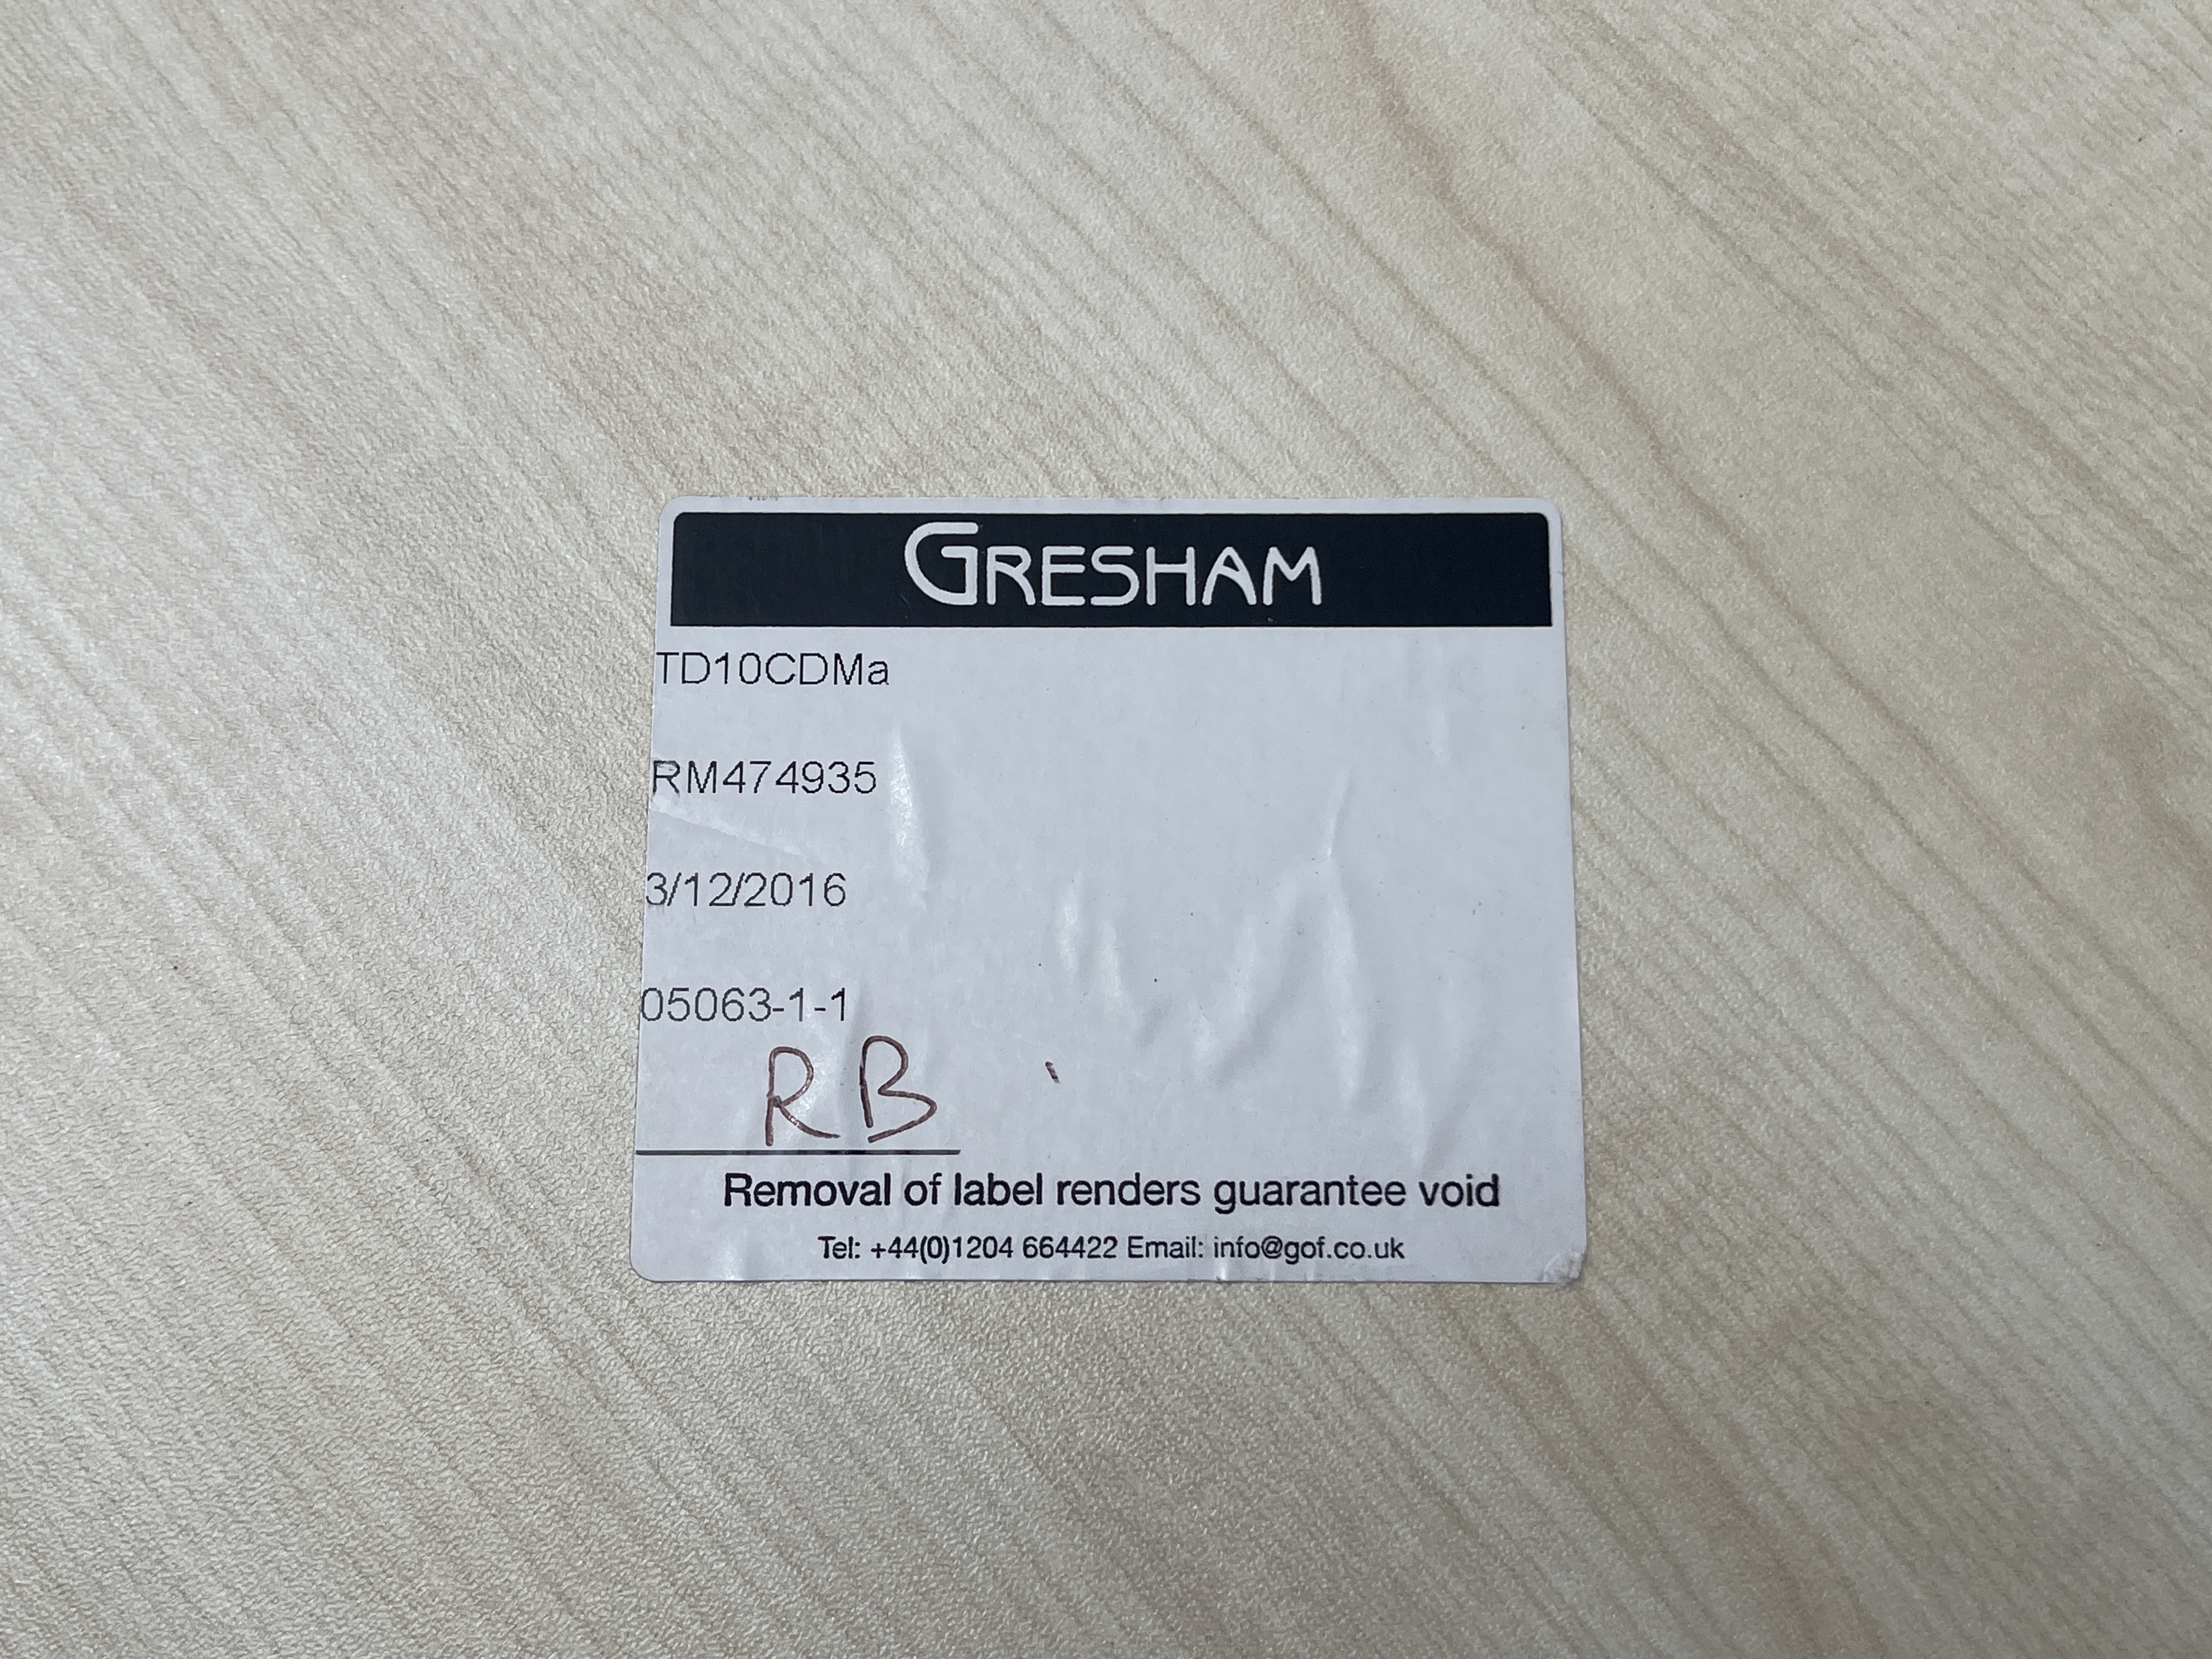 GRESHAM
TD10CDMa
RM474935
3/12/2016
05063-1-1
RB
Removal of label renders guarantee void
Tel: +44(0)1204 664422 Email: info@gof.co.uk